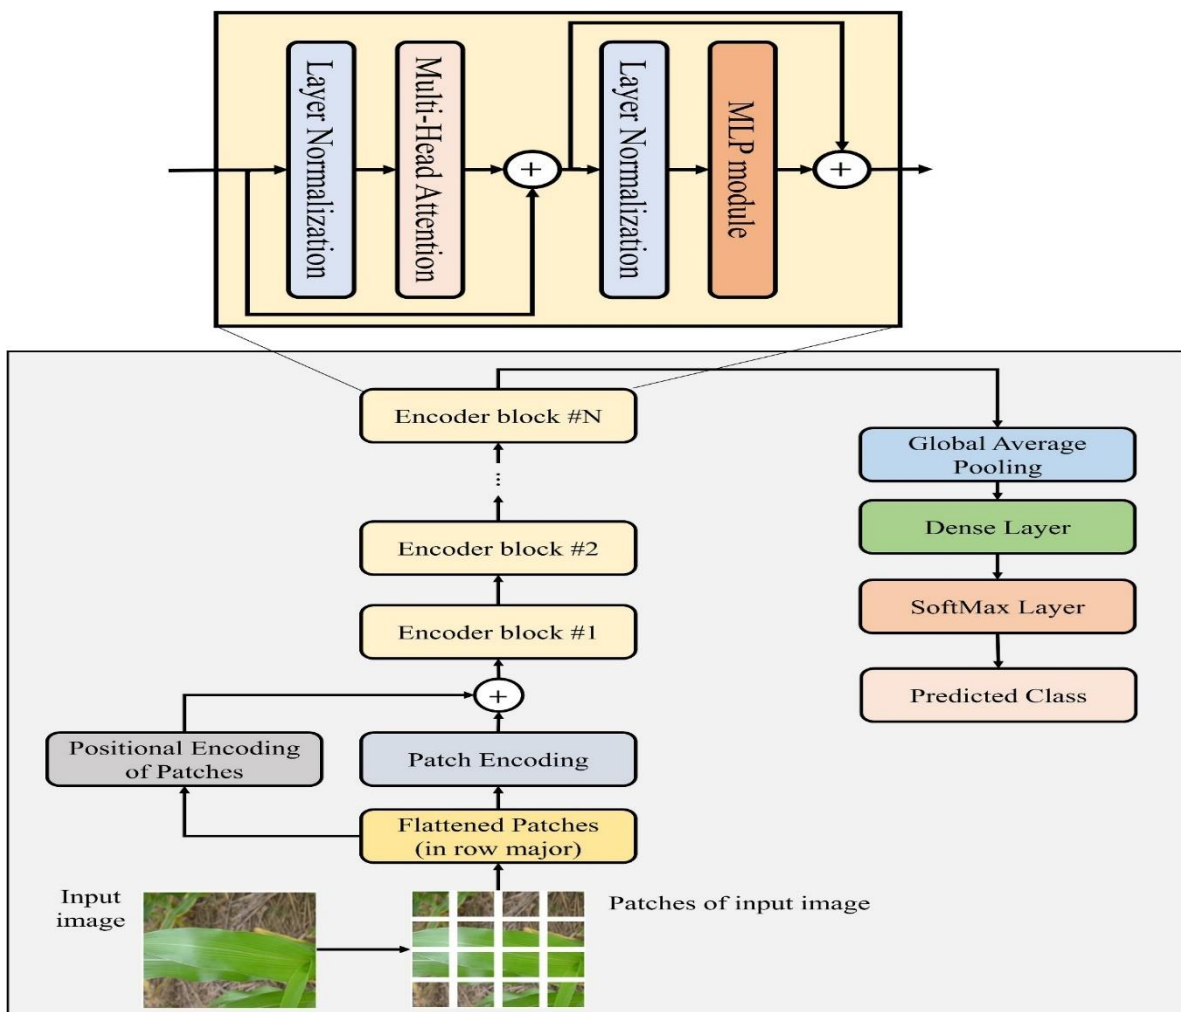 Layer Normalization
Multi-Head Attention
+
Layer Normalization
MLP module
+
Encoder block #N
...
Encoder block #2
Encoder block #1
+
Positional Encoding
of Patches
Patch Encoding
Flattened Patches
(in row major)
Input
image
Patches of input image
Global Average
Pooling
Dense Layer
SoftMax Layer
Predicted Class